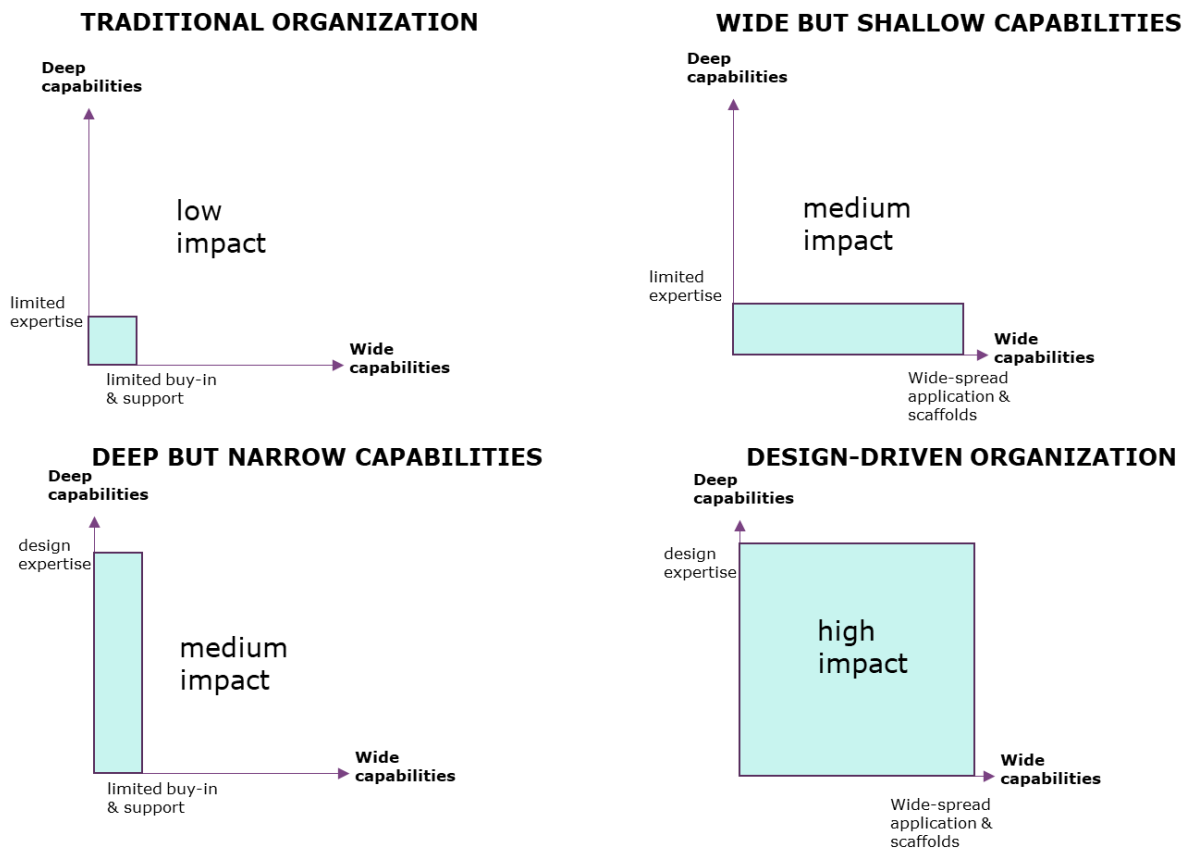 TRADITIONAL ORGANIZATION
Deep
capabilities
low
impact
limited
expertise
Wide
capabilities
limited buy-in
& support
WIDE BUT SHALLOW CAPABILITIES
Deep
capabilities
medium
impact
limited
expertise
Wide
capabilities
Wide-spread
application &
scaffolds
DEEP BUT NARROW CAPABILITIES
Deep
capabilities
design
expertise
medium
impact
Wide
capabilities
limited buy-in
& support
DESIGN-DRIVEN ORGANIZATION
Deep
capabilities
design
expertise
high
impact
Wide
capabilities
Wide-spread
application &
scaffolds